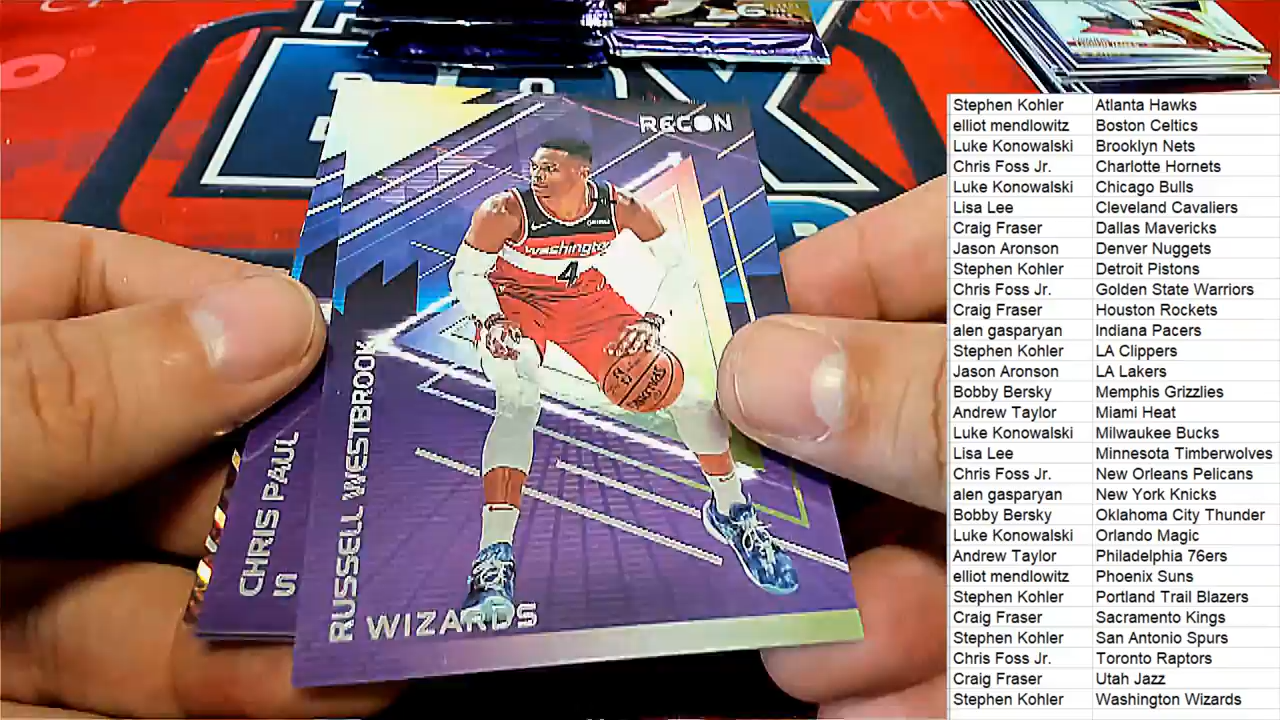 RECON
washington
4
RUSSELL WESTBROOK
WIZARDS
CHRIS PAUL
S
Stephen Kohler Atlanta Hawks
elliot mendlowitz Boston Celtics
Luke Konowalski Brooklyn Nets
Chris Foss Jr. Charlotte Hornets
Luke Konowalski Chicago Bulls
Lisa Lee Cleveland Cavaliers
Craig Fraser Dallas Mavericks
Jason Aronson Denver Nuggets
Stephen Kohler Detroit Pistons
Chris Foss Jr. Golden State Warriors
Craig Fraser Houston Rockets
alen gasparyan Indiana Pacers
Stephen Kohler LA Clippers
Jason Aronson LA Lakers
Bobby Bersky Memphis Grizzlies
Andrew Taylor Miami Heat
Luke Konowalski Milwaukee Bucks
Lisa Lee Minnesota Timberwolves
Chris Foss Jr. New Orleans Pelicans
alen gasparyan New York Knicks
Bobby Bersky Oklahoma City Thunder
Luke Konowalski Orlando Magic
Andrew Taylor Philadelphia 76ers
elliot mendlowitz Phoenix Suns
Stephen Kohler Portland Trail Blazers
Craig Fraser Sacramento Kings
Stephen Kohler San Antonio Spurs
Chris Foss Jr. Toronto Raptors
Craig Fraser Utah Jazz
Stephen Kohler Washington Wizards